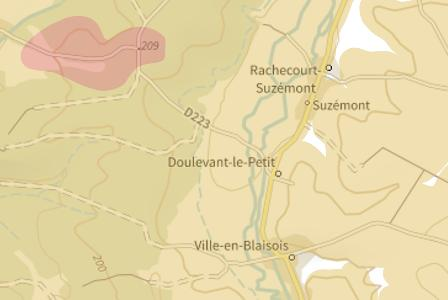 209
Rachecourt-
Suzémont
Suzémont
D223
Doulevant-le-Petit
Ville-en-Blaisois
200